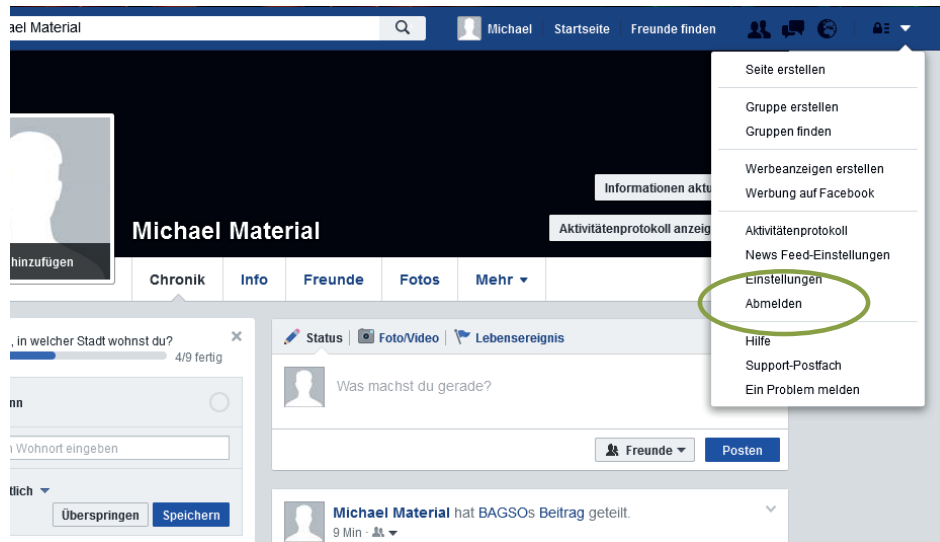 ael Material
Michael Startseite Freunde finden
Seite erstellen
Gruppe erstellen
Gruppen finden
Werbeanzeigen erstellen
Werbung auf Facebook
Aktivitätenprotokoll
News Feed-Einstellungen
Einstellungen
Abmelden
Hilfe
Support-Postfach
Ein Problem melden
Informationen aktu
Aktivitätenprotokoll anzeig
Michael Material
hinzufügen
Chronik Info Freunde Fotos Mehr
, in welcher Stadt wohnst du?
4/9 fertig
nn
n Wohnort eingeben
tlich
Überspringen Speichern
Status Foto/Video Lebensereignis
Was machst du gerade?
Freunde Posten
Michael Material hat BAGSOs Beitrag geteilt.
9 Min ·